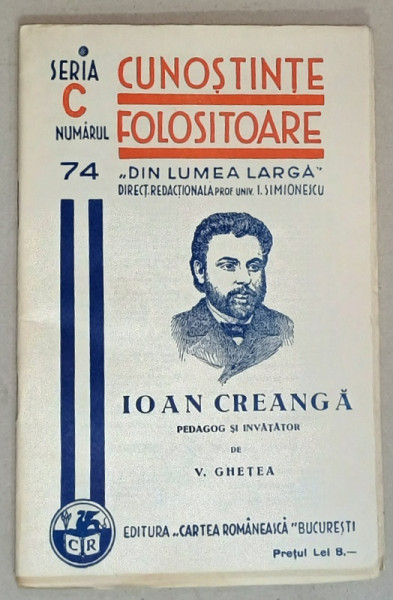 SERIA
C
NUMĂRUL
74
CUNOȘTINȚE
FOLOSITOARE
„DIN LUMEA LARGĂ”
DIRECȚ. REDACȚIONALĂ PROF UNIV. I. SIMIONESCU
IOAN CREANGĂ
PEDAGOG ȘI INVĂȚĂTOR
DE
V. GHEȚEA
C R
EDITURA „CARTEA ROMÂNEASCĂ” BUCUREȘTI
Prețul Lei 8.—